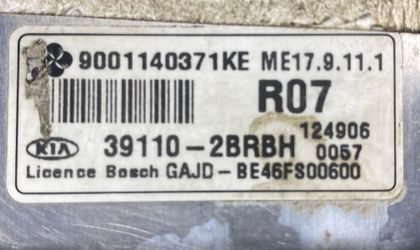 9001140371KE ME17.9.11.1
R07
KIA 39110-2BRBH 124906
0057
Licence Bosch GAJD-BE46FS00600